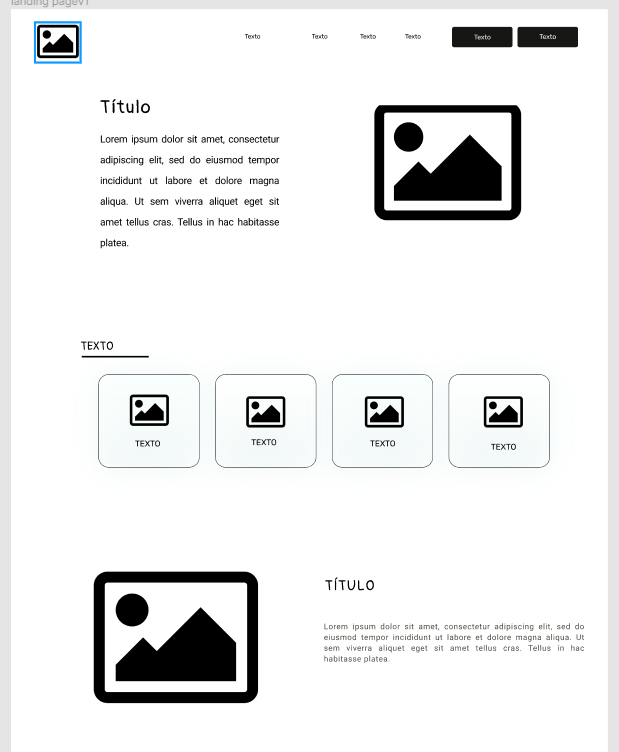 landing pagev1
Texto Texto Texto Texto Texto Texto
Título
Lorem ipsum dolor sit amet, consectetur
adipiscing elit, sed do eiusmod tempor
incididunt ut labore et dolore magna
aliqua. Ut sem viverra aliquet eget sit
amet tellus cras. Tellus in hac habitasse
platea.
TEXTO
TEXTO TEXTO TEXTO TEXTO
TÍTULO
Lorem ipsum dolor sit amet, consectetur adipiscing elit, sed do
eiusmod tempor incididunt ut labore et dolore magna aliqua. Ut
sem viverra aliquet eget sit amet tellus cras. Tellus in hac
habitasse platea.